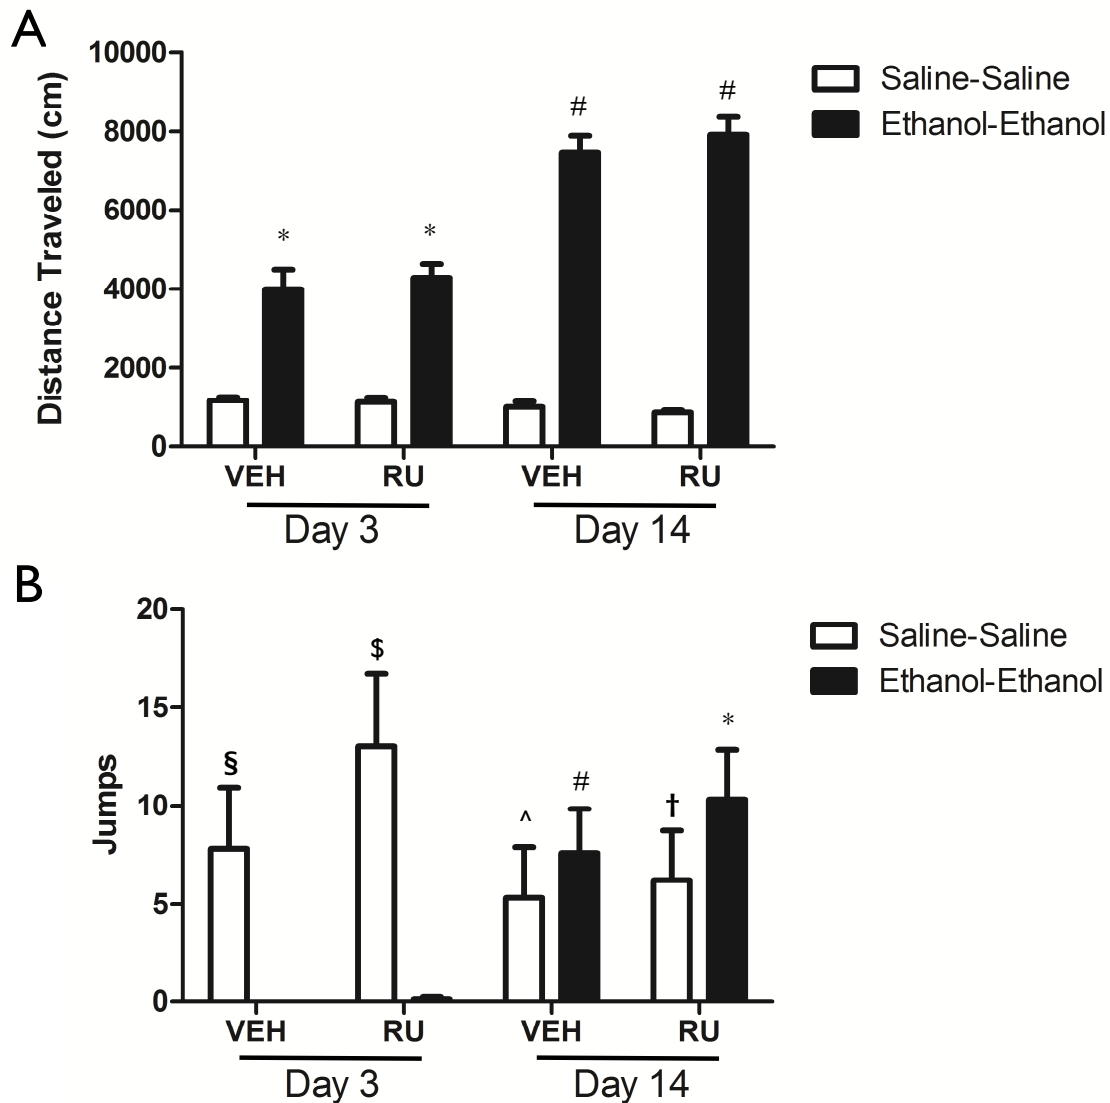 A
Distance Traveled (cm)
10000
8000
6000
4000
2000
0
* * # #
Saline-Saline
Ethanol-Ethanol
VEH RU VEH RU
Day 3 Day 14
B
Jumps
20
15
10
5
0
§ $ ^ # † *
Saline-Saline
Ethanol-Ethanol
VEH RU VEH RU
Day 3 Day 14